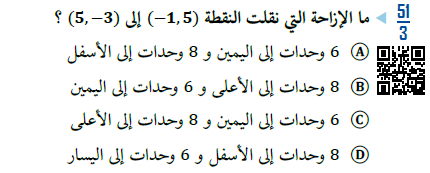 51
3
ما الإزاحة التي نقلت النقطة (−1, 5) إلى (5, −3) ؟
A 6 وحدات إلى اليمين و 8 وحدات إلى الأسفل
B 8 وحدات إلى الأعلى و 6 وحدات إلى اليمين
C 6 وحدات إلى اليمين و 8 وحدات إلى الأعلى
D 8 وحدات إلى الأسفل و 6 وحدات إلى اليسار